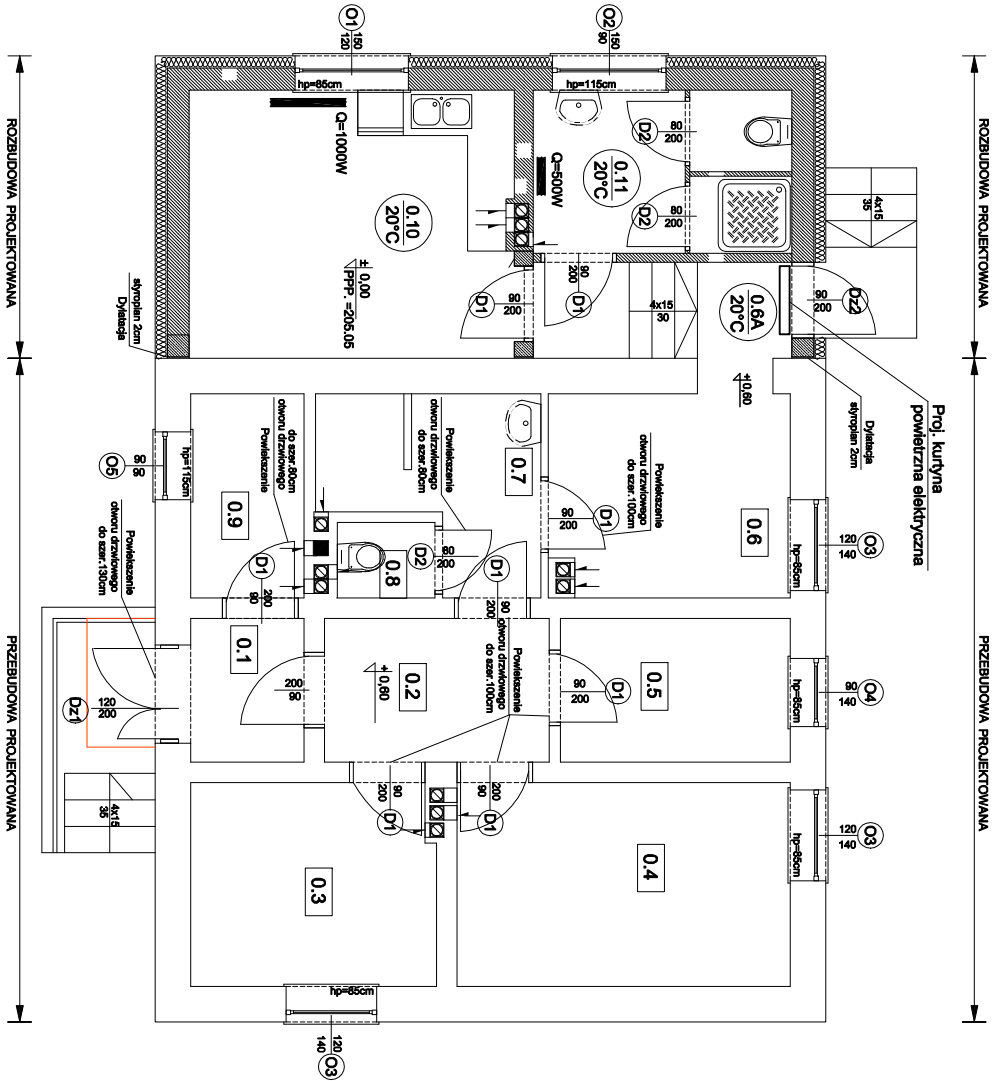 O1
150
120
O2
150
90
hp=85cm
hp=115cm
ROZBUDOWA PROJEKTOWANA
ROZBUDOWA PROJEKTOWANA
Q=1000W
Q=500W
D2
80
200
D2
80
200
0.11
20°C
0.10
20°C
4x15
35
± 0,00
PPP. =205.05
D1
90
200
D1
90
200
4x15
30
0.6A
20°C
Dz2
90
200
styropian 2cm
Dylatacja
+0,60
Dylatacja
styropian 2cm
Proj. kurtyna
powietrzna elektryczna
PRZEBUDOWA PROJEKTOWANA
PRZEBUDOWA PROJEKTOWANA
O5
90
90
hp=115cm
Powiekszenie
otworu drzwiowego
do szer.80cm
Powiekszenie
otworu drzwiowego
do szer.80cm
Powiekszenie
otworu drzwiowego
do szer.100cm
0.7
0.9
0.6
O3
120
140
hp=85cm
D1
90
200
0.8
D2
200
D1
90
200
D1
200
90
Powiekszenie
otworu drzwiowego
do szer.130cm
0.1
0.2
+ 0,60
200
90
Powiekszenie
otworu drzwiowego
do szer.100cm
D1
90
200
0.5
O4
90
140
hp=85cm
Dz1
120
200
4x15
35
D1
90
200
D1
200
90
0.3
0.4
O3
120
140
hp=85cm
hp=85cm
O3
120
140